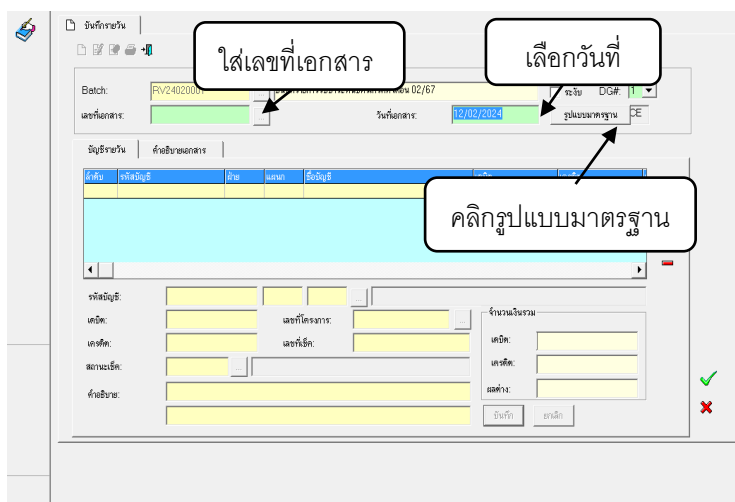 บันทึกรายวัน
ใส่เลขที่เอกสาร
เลือกวันที่
Batch: RV24020001 02/67 ระงับ DG#: 1
เลขที่เอกสาร: ... วันที่เอกสาร: 12/02/2024 รูปแบบมาตรฐาน CE
บัญชีรายวัน คำอธิบายเอกสาร
ลำดับ รหัสบัญชี ฝ่าย แผนก ชื่อบัญชี
คลิกรูปแบบมาตรฐาน
รหัสบัญชี: ...
เดบิต: เลขที่โครงการ: ... จำนวนเงินรวม
เครดิต: เลขที่เช็ค: เดบิต:
สถานะเช็ค: ... เครดิต:
คำอธิบาย: ผลต่าง:
บันทึก ยกเลิก